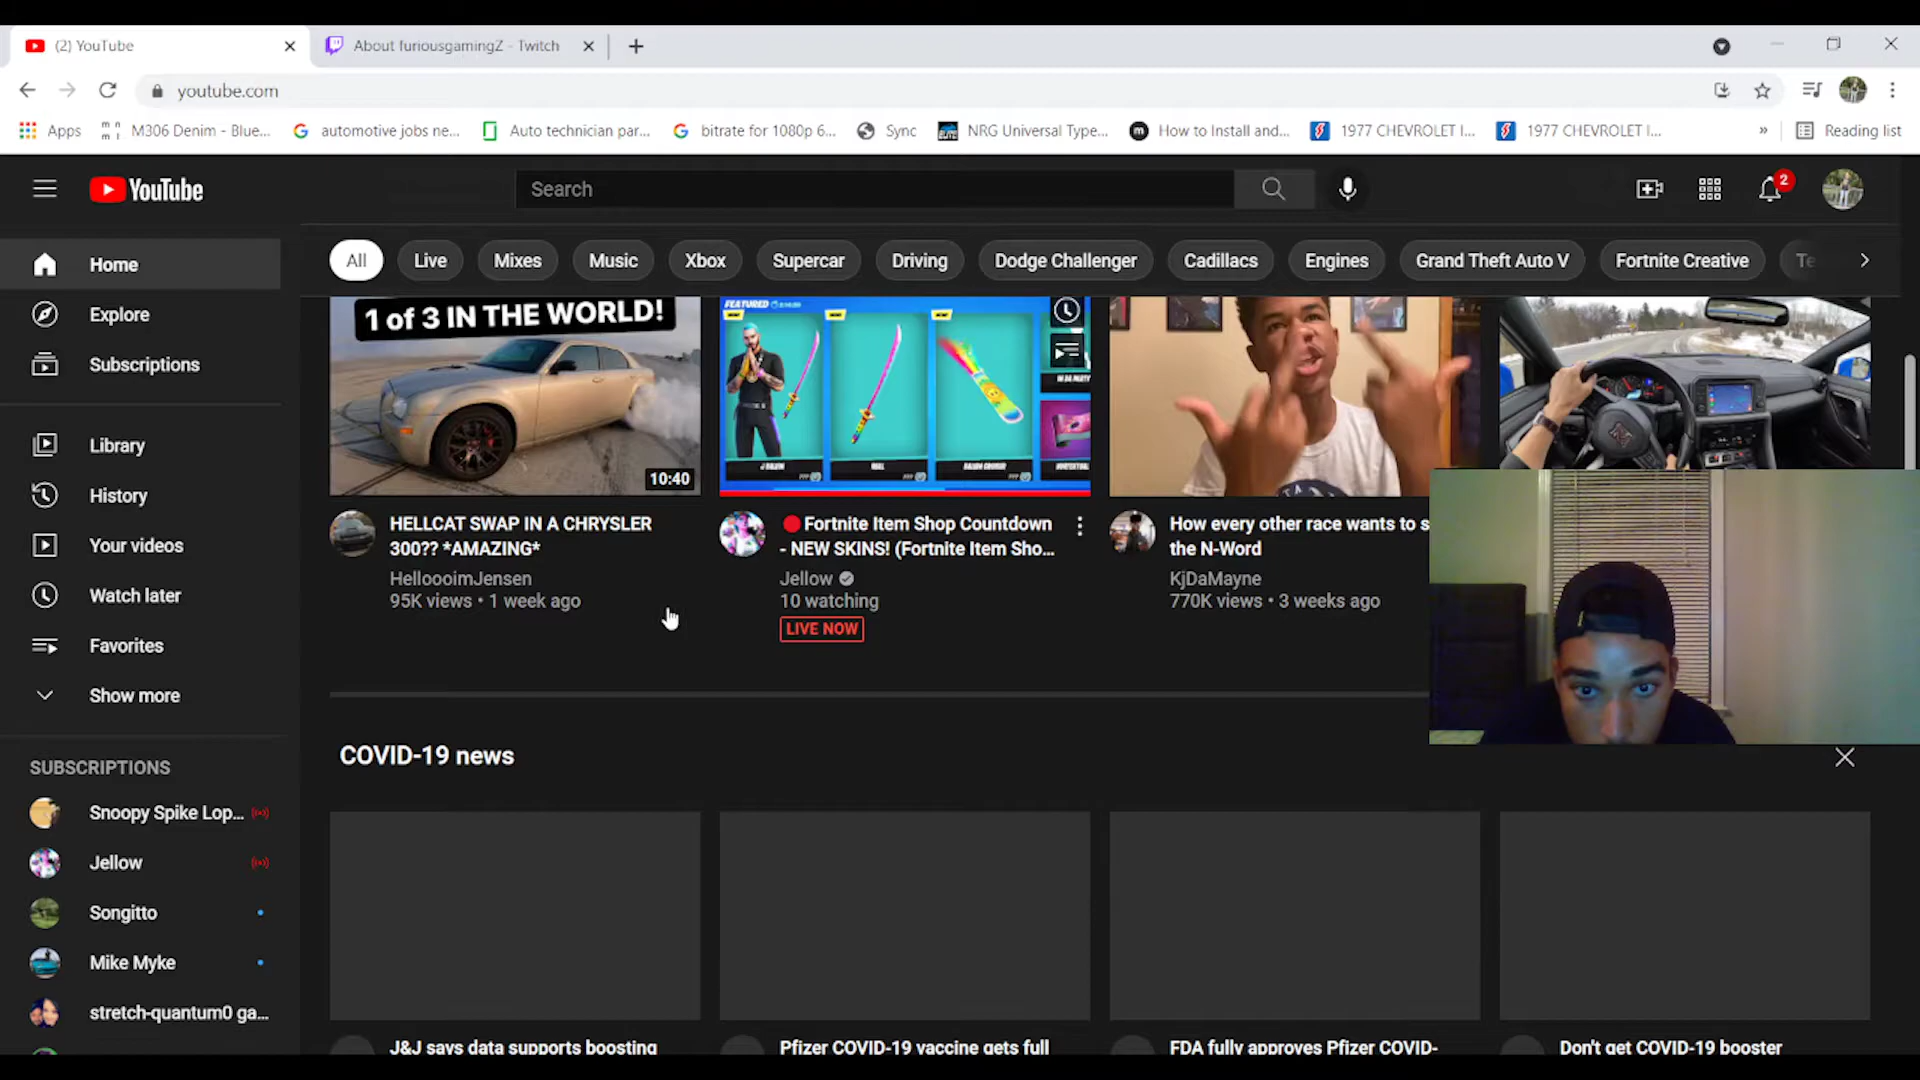 (2) YouTube
About furiousgamingZ - Twitch
youtube.com
Apps
M306 Denim - Blue...
automotive jobs ne...
Auto technician par...
bitrate for 1080p 6...
Sync
NRG Universal Type...
How to Install and...
1977 CHEVROLET I...
1977 CHEVROLET I...
»
Reading list
YouTube
Search
2
All
Live
Mixes
Music
Xbox
Supercar
Driving
Dodge Challenger
Cadillacs
Engines
Grand Theft Auto V
Fortnite Creative
Te
Home
Explore
Subscriptions
Library
History
Your videos
Watch later
Favorites
Show more
SUBSCRIPTIONS
Snoopy Spike Lop...
Jellow
Songitto
Mike Myke
stretch-quantum0 ga...
1 of 3 IN THE WORLD!
10:40
HELLCAT SWAP IN A CHRYSLER
300?? *AMAZING*
HelloooimJensen
95K views • 1 week ago
FEATURED
Fortnite Item Shop Countdown
- NEW SKINS! (Fortnite Item Sho...
Jellow
10 watching
LIVE NOW
How every other race wants to s
the N-Word
KjDaMayne
770K views • 3 weeks ago
COVID-19 news
J&J says data supports boosting
Pfizer COVID-19 vaccine gets full
FDA fully approves Pfizer COVID-
Don't get COVID-19 booster